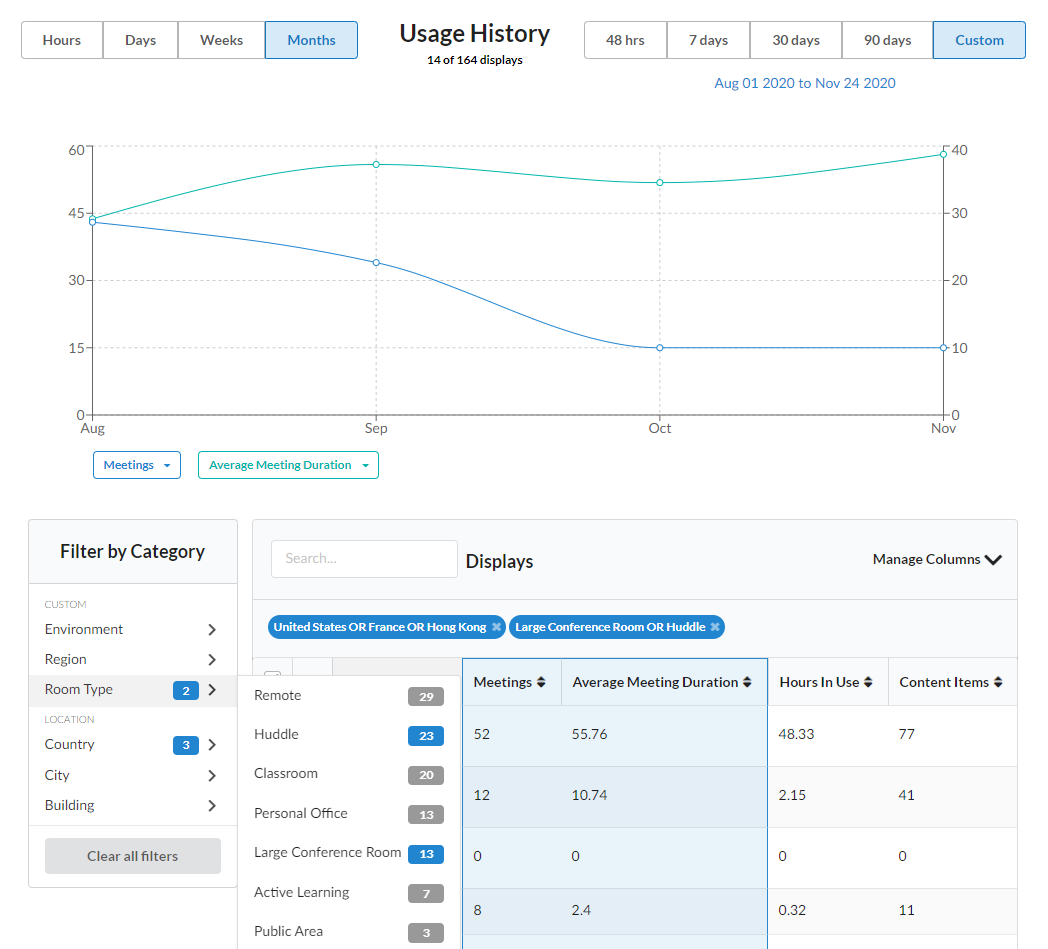 Hours Days Weeks Months
Usage History
14 of 164 displays
48 hrs 7 days 30 days 90 days Custom
Aug 01 2020 to Nov 24 2020
60 40
45 30
30 20
15 10
0 0
Aug Sep Oct Nov
Meetings Average Meeting Duration
Filter by Category
CUSTOM
Environment
Region
Room Type 2
LOCATION
Country 3
City
Building
Clear all filters
Remote 29
Huddle 23
Classroom 20
Personal Office 13
Large Conference Room 13
Active Learning 7
Public Area 3
Search... Displays Manage Columns
United States OR France OR Hong Kong × Large Conference Room OR Huddle ×
Meetings Average Meeting Duration Hours In Use Content Items
52 55.76 48.33 77
12 10.74 2.15 41
0 0 0 0
8 2.4 0.32 11